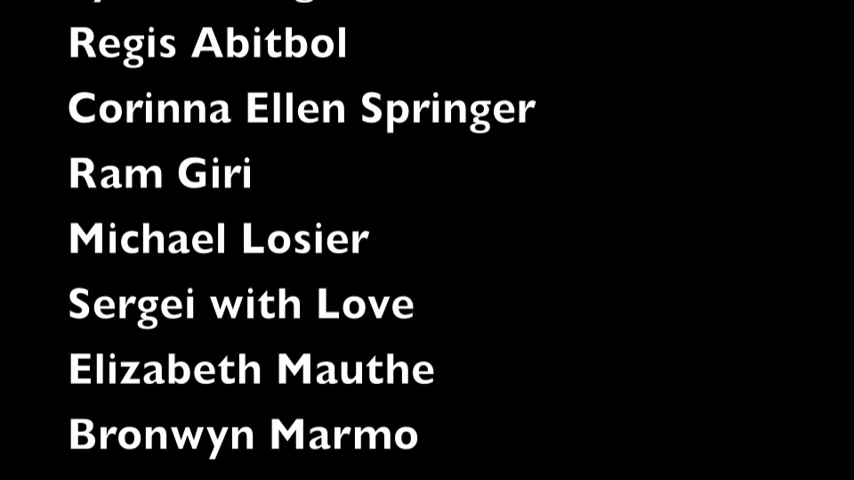 Regis Abitbol
Corinna Ellen Springer
Ram Giri
Michael Losier
Sergei with Love
Elizabeth Mauthe
Bronwyn Marmo